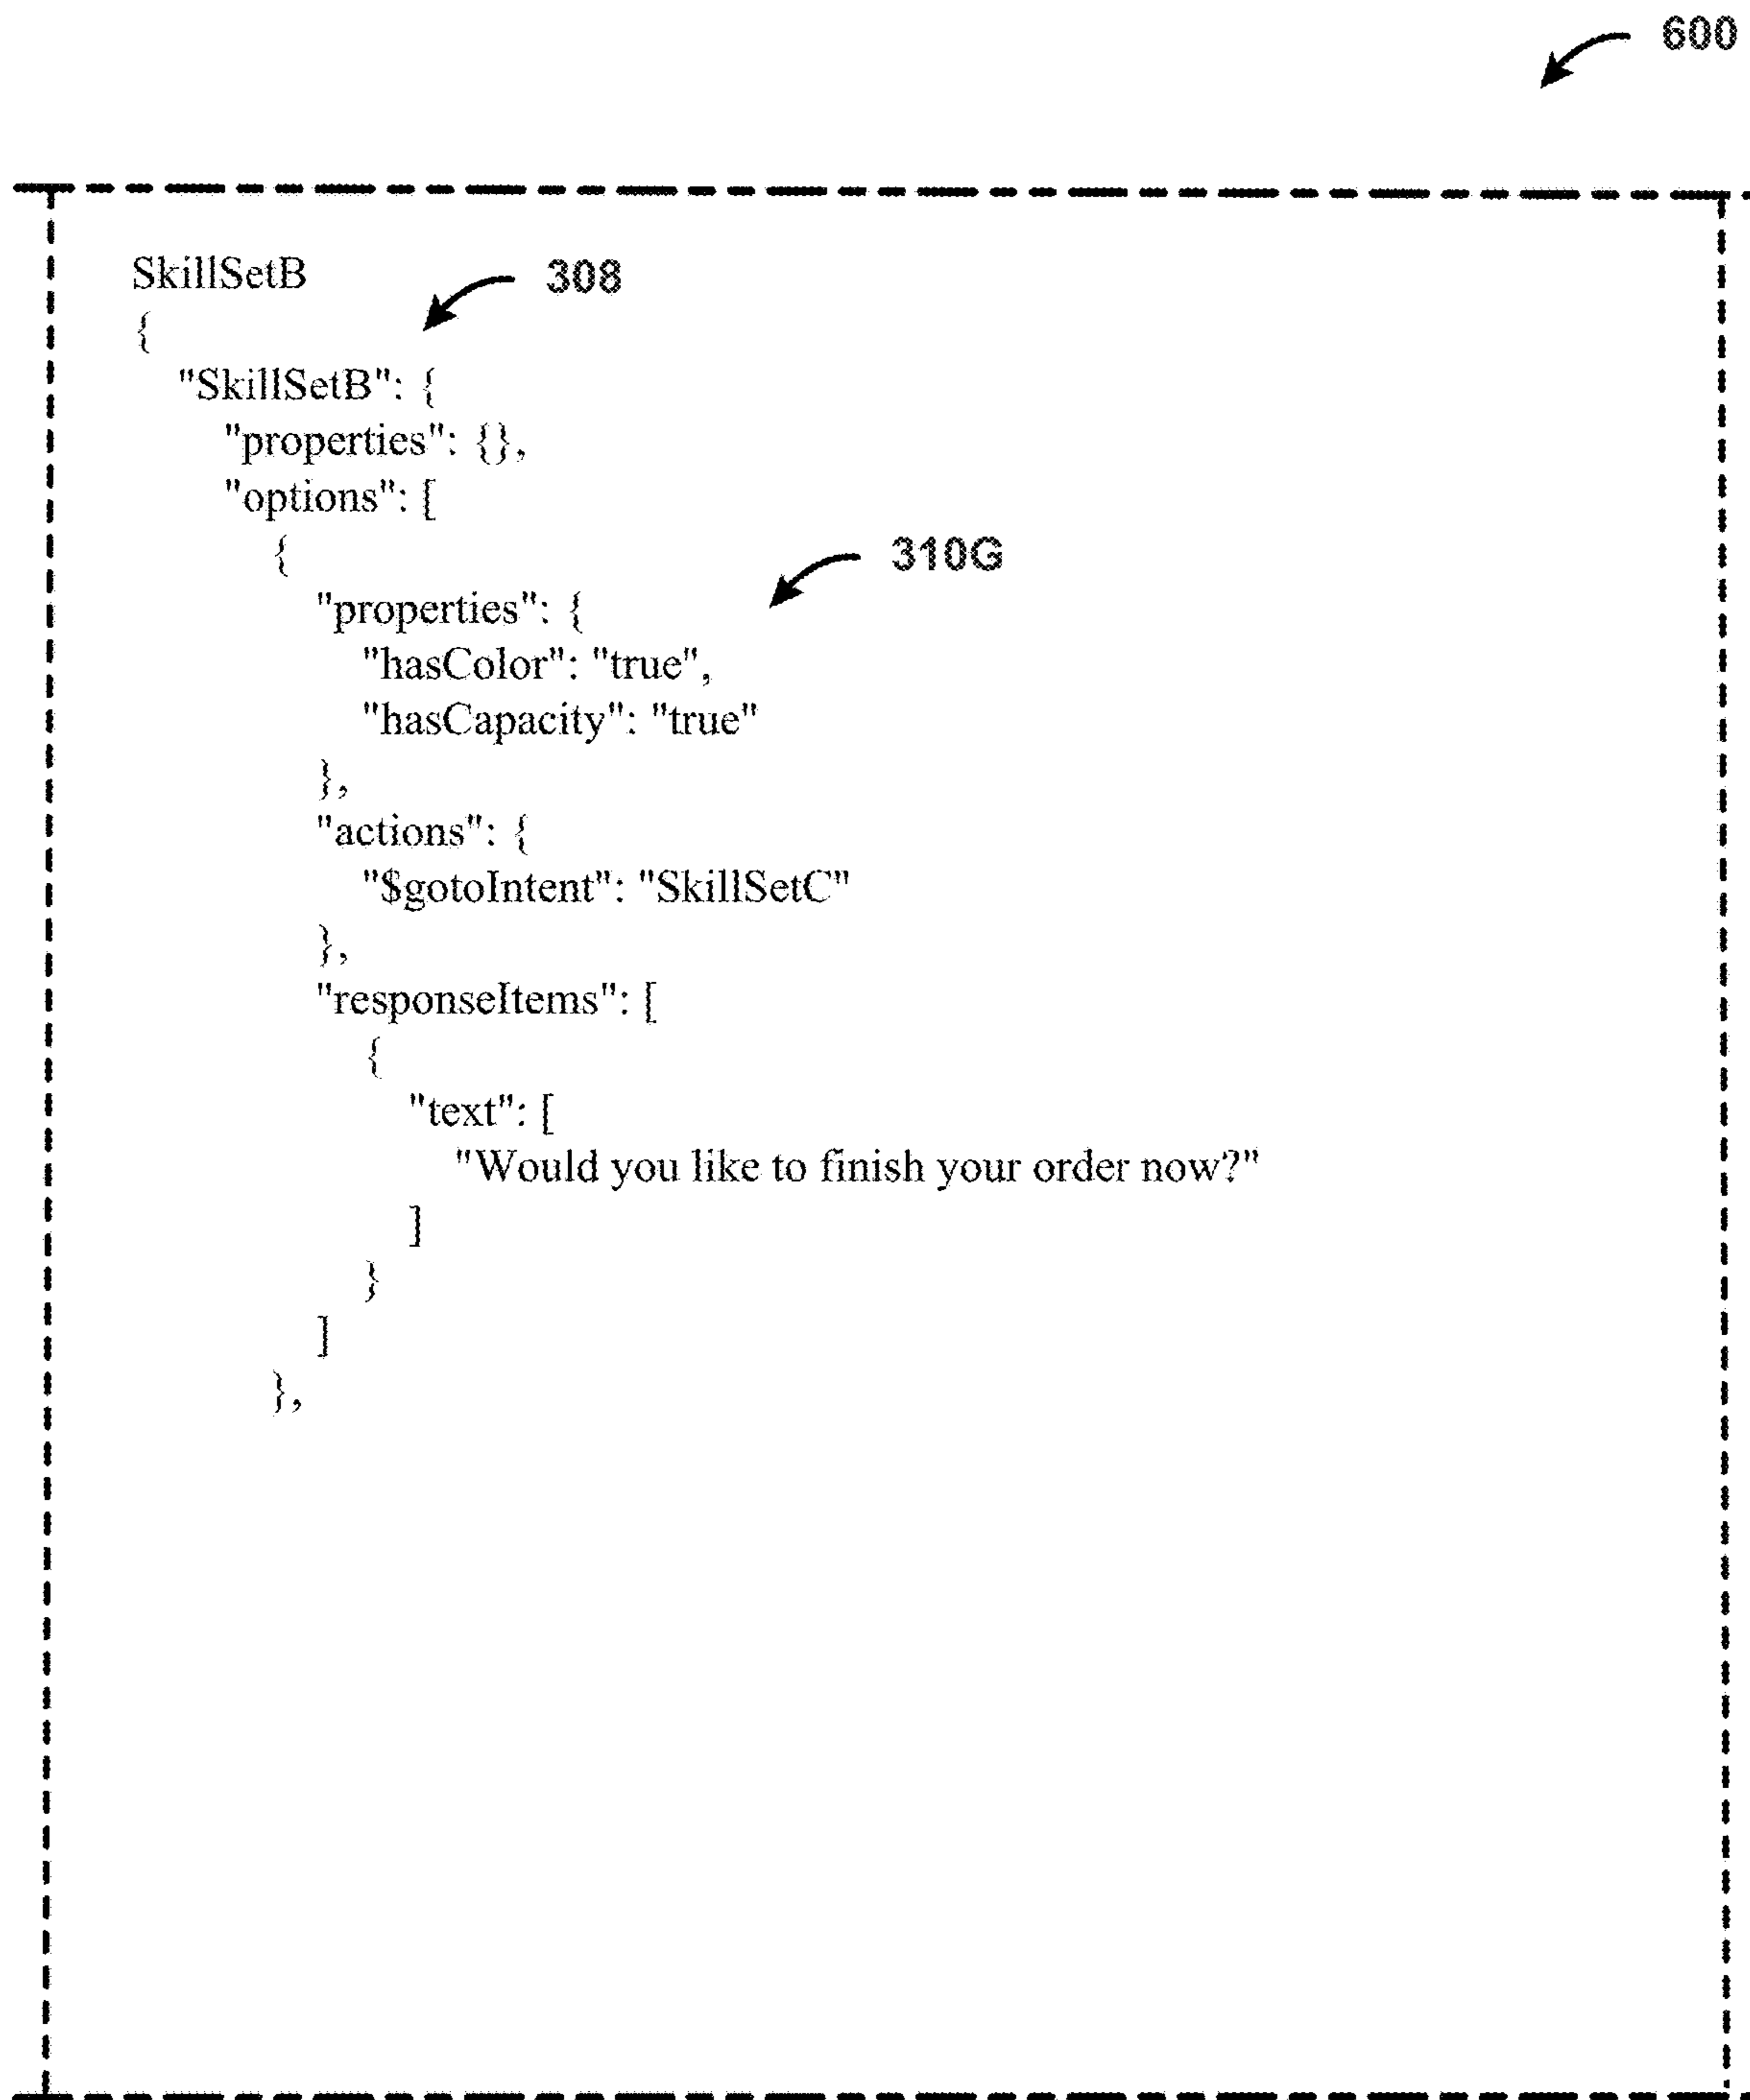 600
SkillSetB
308
{
"SkillSetB": {
"properties": {},
"options": [
{
310G
"properties": {
"hasColor": "true",
"hasCapacity": "true"
},
"actions": {
"$gotoIntent": "SkillSetC"
},
"responseItems": [
{
"text": [
"Would you like to finish your order now?"
]
}
]
},